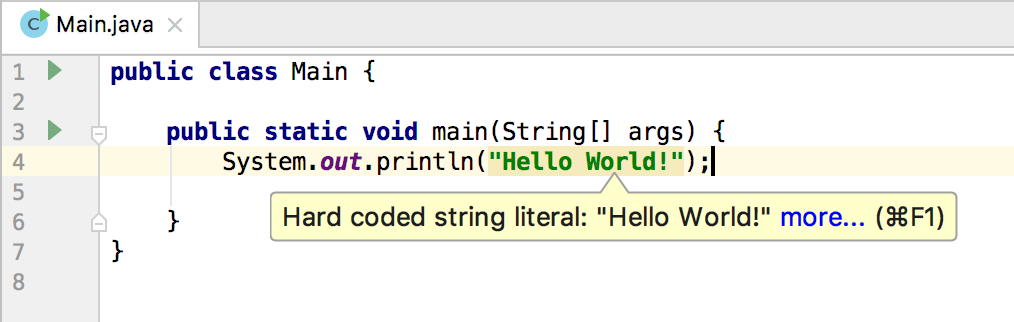 C Main.java ×
1 public class Main {
2
3 public static void main(String[] args) {
4 System.out.println("Hello World!");
5
Hard coded string literal: "Hello World!" more... (⌘F1)
6 }
7 }
8